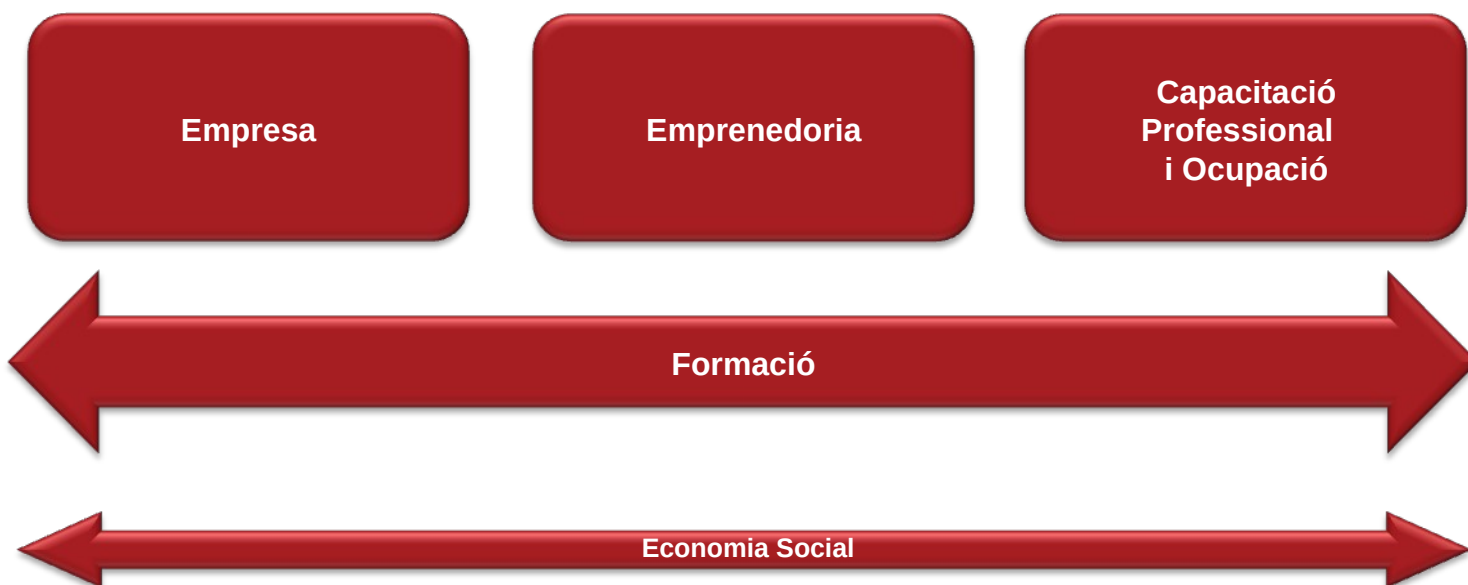 Empresa
Emprenedoria
Capacitació
Professional
i Ocupació
Formació
Economia Social